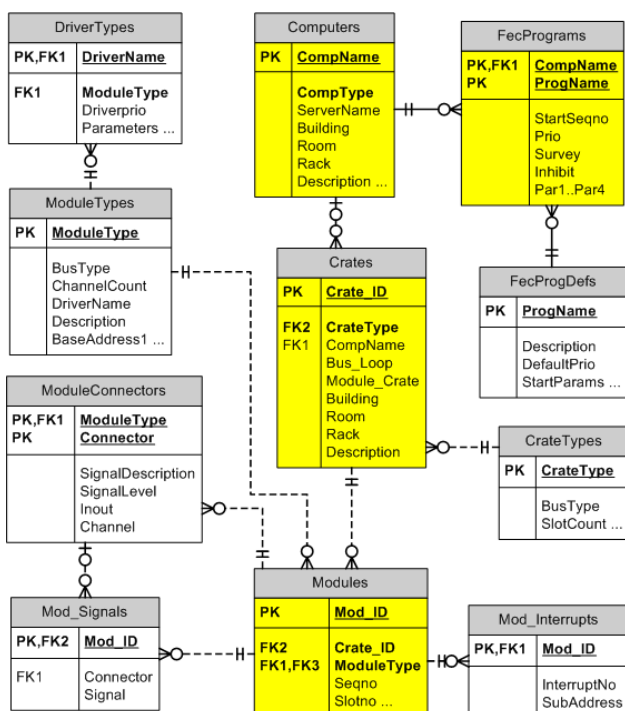 DriverTypes
PK,FK1 DriverName
FK1 ModuleType
Driverprio
Parameters ...
Computers
PK CompName
CompType
ServerName
Building
Room
Rack
Description ...
FecPrograms
PK,FK1 CompName
PK ProgName
StartSeqno
Prio
Survey
Inhibit
Par1..Par4
ModuleTypes
PK ModuleType
BusType
ChannelCount
DriverName
Description
BaseAddress1 ...
Crates
PK Crate_ID
FK2 CrateType
FK1 CompName
Bus_Loop
Module_Crate
Building
Room
Rack
Description
FecProgDefs
PK ProgName
Description
DefaultPrio
StartParams ...
ModuleConnectors
PK,FK1 ModuleType
PK Connector
SignalDescription
SignalLevel
Inout
Channel
CrateTypes
PK CrateType
BusType
SlotCount ...
Mod_Signals
PK,FK2 Mod_ID
FK1 Connector
Signal
Modules
PK Mod_ID
FK2 Crate_ID
FK1,FK3 ModuleType
Seqno
Slotno ...
Mod_Interrupts
PK,FK1 Mod_ID
InterruptNo
SubAddress